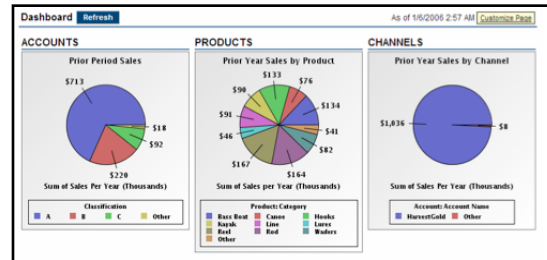 Dashboard Refresh As of 1/6/2006 2:57 AM Customize Page
ACCOUNTS
Prior Period Sales
$713
$18
$92
$220
Sum of Sales Per Year (Thousands)
Classification
A B C Other
PRODUCTS
Prior Year Sales by Product
$133
$90 $76
$91 $134
$46 $41
$82
$167 $164
Sum of Sales per Year (Thousands)
Product: Category
Bass Boat Canoe Hooks
Kayak Line Lures
Reel Rod Waders
Other
CHANNELS
Prior Year Sales by Channel
$1,036 $8
Sum of Sales Per Year (Thousands)
Account: Account Name
HarvestGold Other